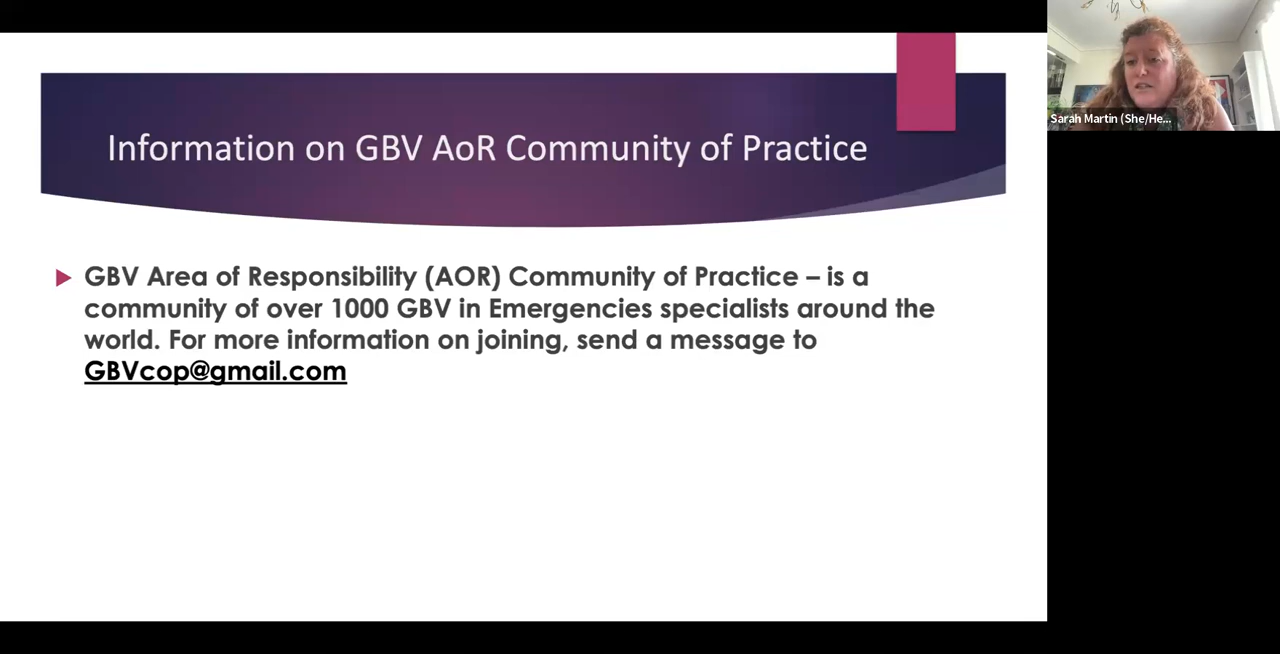 Information on GBV AoR Community of Practice
GBV Area of Responsibility (AOR) Community of Practice – is a
community of over 1000 GBV in Emergencies specialists around the
world. For more information on joining, send a message to
GBVcop@gmail.com
Sarah Martin (She/He...